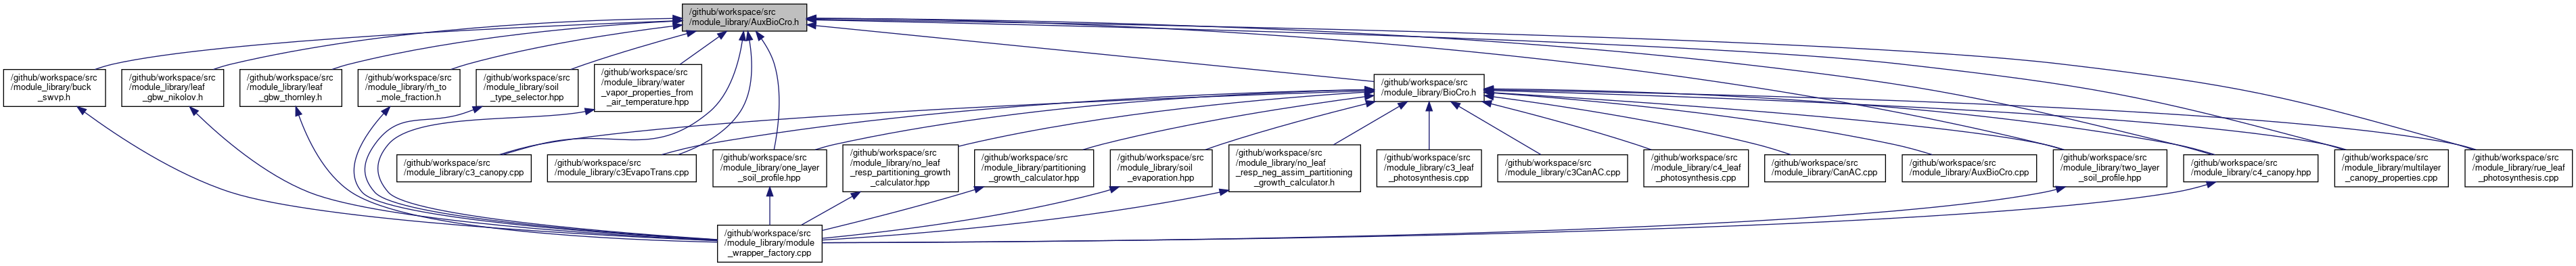 /github/workspace/src
/module_library/AuxBioCro.h
/github/workspace/src
/module_library/buck
_swvp.h
/github/workspace/src
/module_library/leaf
_gbw_nikolov.h
/github/workspace/src
/module_library/leaf
_gbw_thornley.h
/github/workspace/src
/module_library/rh_to
_mole_fraction.h
/github/workspace/src
/module_library/soil
_type_selector.hpp
/github/workspace/src
/module_library/water
_vapor_properties_from
_air_temperature.hpp
/github/workspace/src
/module_library/BioCro.h
/github/workspace/src
/module_library/c3_canopy.cpp
/github/workspace/src
/module_library/c3EvapoTrans.cpp
/github/workspace/src
/module_library/one_layer
_soil_profile.hpp
/github/workspace/src
/module_library/no_leaf
_resp_partitioning_growth
_calculator.hpp
/github/workspace/src
/module_library/partitioning
_growth_calculator.hpp
/github/workspace/src
/module_library/soil
_evaporation.hpp
/github/workspace/src
/module_library/no_leaf
_resp_neg_assim_partitioning
_growth_calculator.h
/github/workspace/src
/module_library/c3_leaf
_photosynthesis.cpp
/github/workspace/src
/module_library/c3CanAC.cpp
/github/workspace/src
/module_library/c4_leaf
_photosynthesis.cpp
/github/workspace/src
/module_library/CanAC.cpp
/github/workspace/src
/module_library/AuxBioCro.cpp
/github/workspace/src
/module_library/two_layer
_soil_profile.hpp
/github/workspace/src
/module_library/c4_canopy.hpp
/github/workspace/src
/module_library/multilayer
_canopy_properties.cpp
/github/workspace/src
/module_library/rue_leaf
_photosynthesis.cpp
/github/workspace/src
/module_library/module
_wrapper_factory.cpp